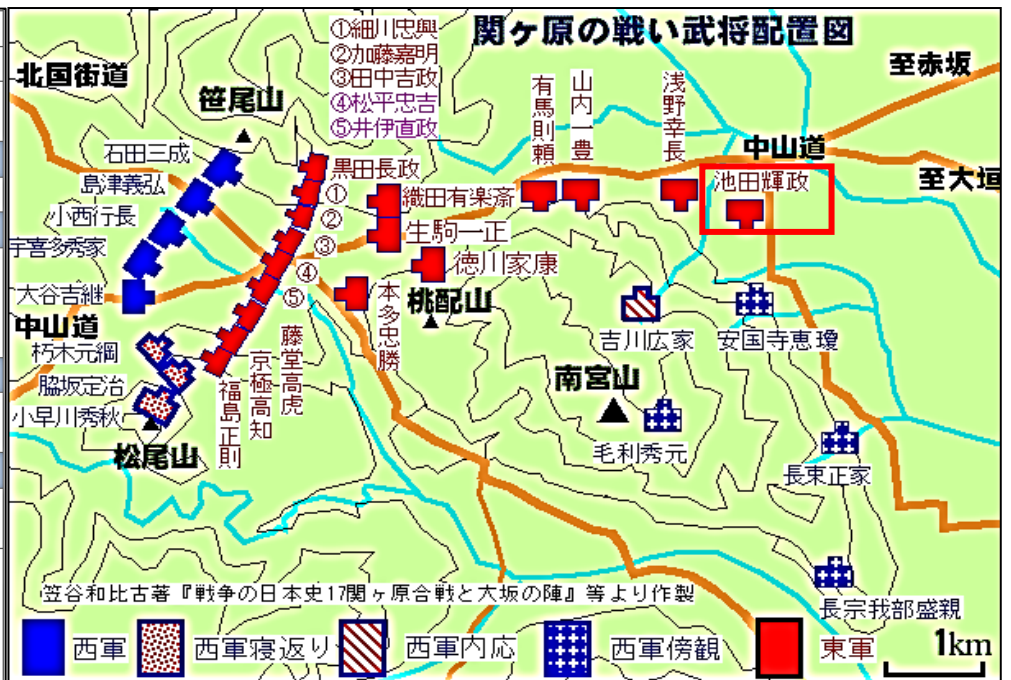 関ヶ原の戦い武将配置図
①細川忠興
②加藤嘉明
③田中吉政
④松平忠吉
⑤井伊直政
北国街道
笹尾山
至赤坂
中山道
至大垣
有馬則頼
山内一豊
浅野幸長
池田輝政
石田三成
島津義弘
小西行長
宇喜多秀家
大谷吉継
中山道
朽木元綱
脇坂定治
小早川秀秋
松尾山
黒田長政
①
②
③
④
⑤
織田有楽斎
生駒一正
徳川家康
桃配山
本多忠勝
藤堂高虎
京極高知
福島正則
吉川広家
安国寺恵瓊
南宮山
毛利秀元
長束正家
長宗我部盛親
笠谷和比古著『戦争の日本史17関ヶ原合戦と大坂の陣』等より作製
西軍
西軍寝返り
西軍内応
西軍傍観
東軍
1km